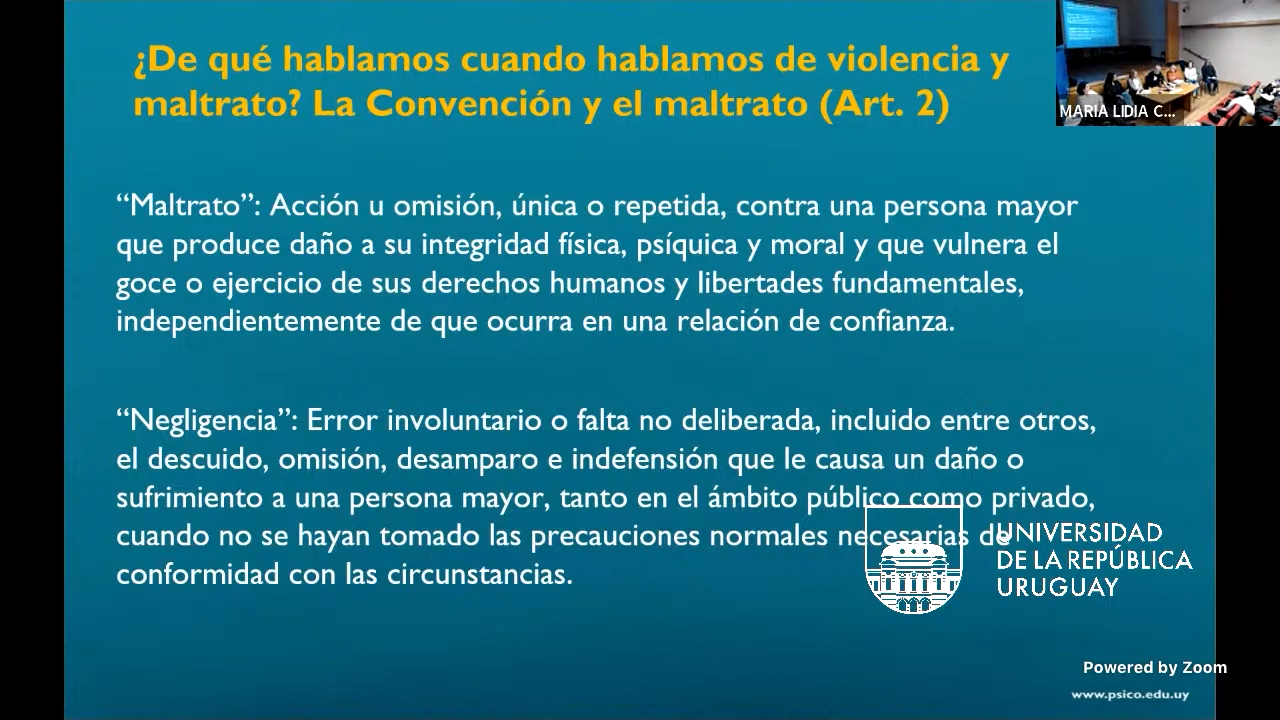 ¿De qué hablamos cuando hablamos de violencia y
maltrato? La Convención y el maltrato (Art. 2)
MARIA LIDIA C...
“Maltrato”: Acción u omisión, única o repetida, contra una persona mayor
que produce daño a su integridad física, psíquica y moral y que vulnera el
goce o ejercicio de sus derechos humanos y libertades fundamentales,
independientemente de que ocurra en una relación de confianza.
“Negligencia”: Error involuntario o falta no deliberada, incluido entre otros,
el descuido, omisión, desamparo e indefensión que le causa un daño o
sufrimiento a una persona mayor, tanto en el ámbito público como privado,
cuando no se hayan tomado las precauciones normales necesarias de
conformidad con las circunstancias.
UNIVERSIDAD
DE LA REPÚBLICA
URUGUAY
Powered by Zoom
www.psico.edu.uy